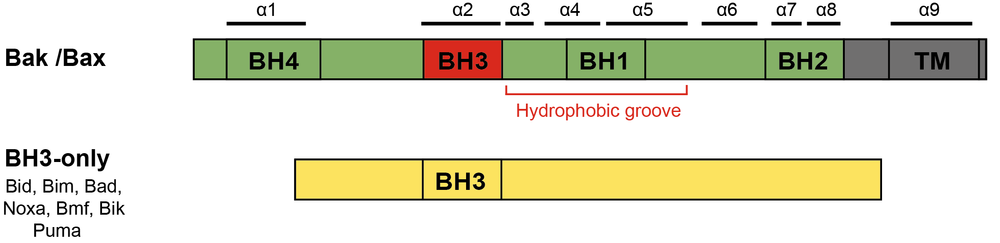 α1 α2 α3 α4 α5 α6 α7 α8 α9
Bak /Bax BH4 BH3 BH1 BH2 TM
Hydrophobic groove
BH3-only
Bid, Bim, Bad,
Noxa, Bmf, Bik
Puma
BH3